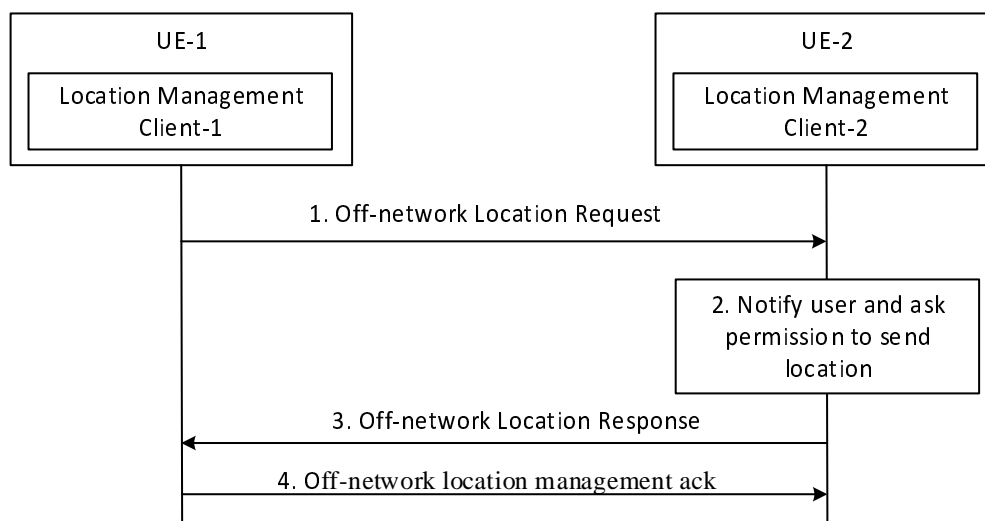 UE-1
UE-2
Location Management
Client-1
Location Management
Client-2
1. Off-network Location Request
2. Notify user and ask
permission to send
location
3. Off-network Location Response
4. Off-network location management ack